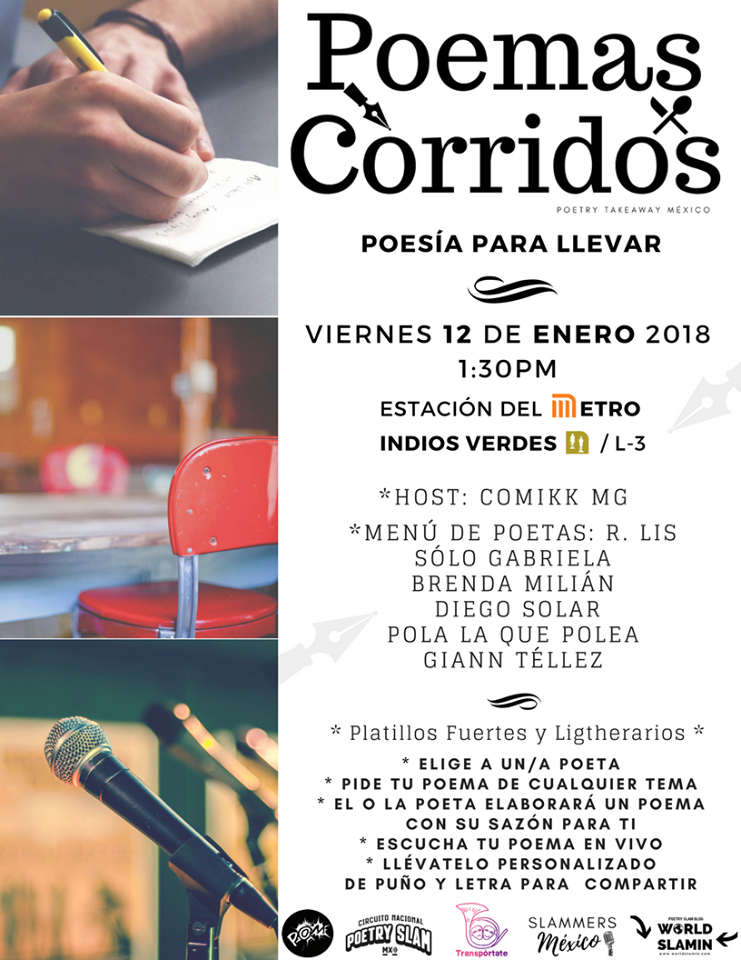 Poemas
Corridos
POETRY TAKEAWAY MÉXICO
POESÍA PARA LLEVAR
VIERNES 12 DE ENERO 2018
1:30PM
ESTACIÓN DEL METRO
INDIOS VERDES / L-3
*HOST: COMIKK MG
*MENÚ DE POETAS: R. LIS
SÓLO GABRIELA
BRENDA MILIÁN
DIEGO SOLAR
POLA LA QUE POLEA
GIANN TÉLLEZ
* Platillos Fuertes y Ligtherarios *
* ELIGE A UN/A POETA
* PIDE TU POEMA DE CUALQUIER TEMA
* EL O LA POETA ELABORARÁ UN POEMA
CON SU SAZÓN PARA TI
* ESCUCHA TU POEMA EN VIVO
* LLÉVATELO PERSONALIZADO
DE PUÑO Y LETRA PARA COMPARTIR
CIRCUITO NACIONAL
POETRY SLAM
MX
Transpórtate
SLAMMERS
México
POETRY SLAM BLOG
WORLD
SLAMIN
www.worldslamin.com